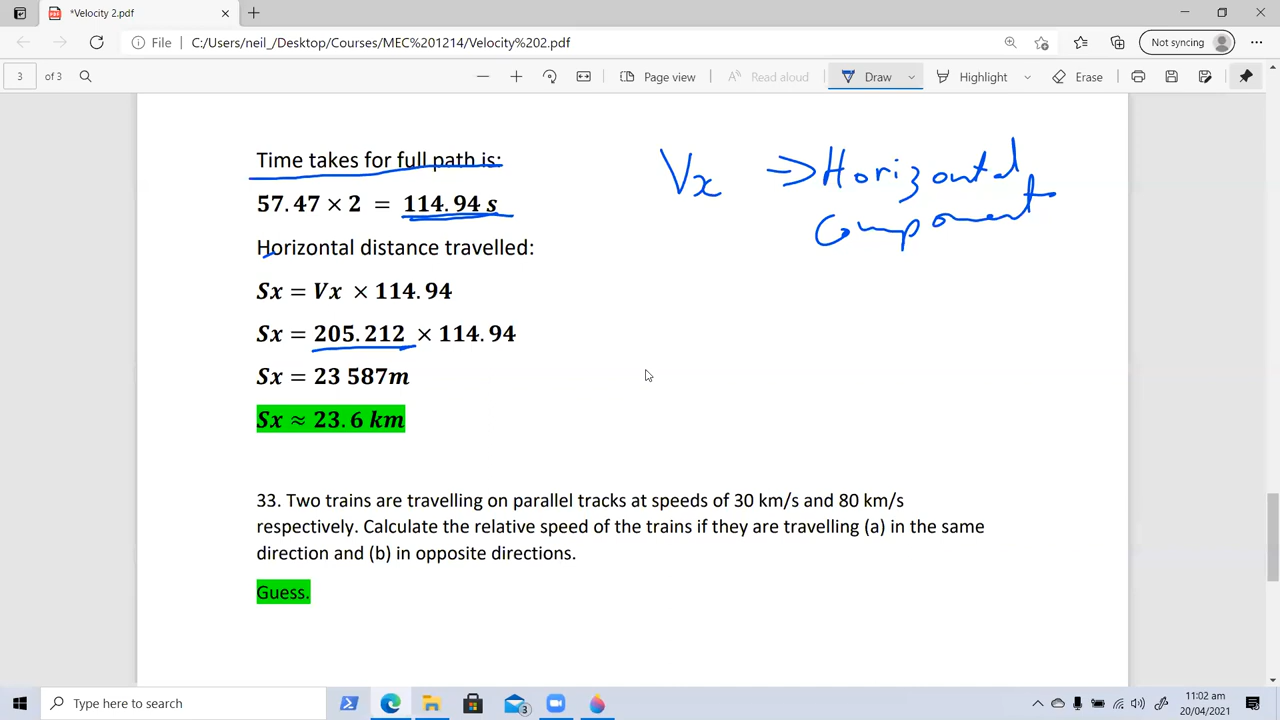 *Velocity 2.pdf
File C:/Users/neil_/Desktop/Courses/MEC%201214/Velocity%202.pdf
Not syncing
3 of 3
Page view
Read aloud
Draw
Highlight
Erase
Time takes for full path is:
57.47 × 2 = 114.94 s
Horizontal distance travelled:
Sx = Vx × 114.94
Sx = 205.212 × 114.94
Sx = 23 587m
Sx ≈ 23.6 km
Vx => Horizontal
component
33. Two trains are travelling on parallel tracks at speeds of 30 km/s and 80 km/s
respectively. Calculate the relative speed of the trains if they are travelling (a) in the same
direction and (b) in opposite directions.
Guess.
Type here to search
3
11:02 am
20/04/2021